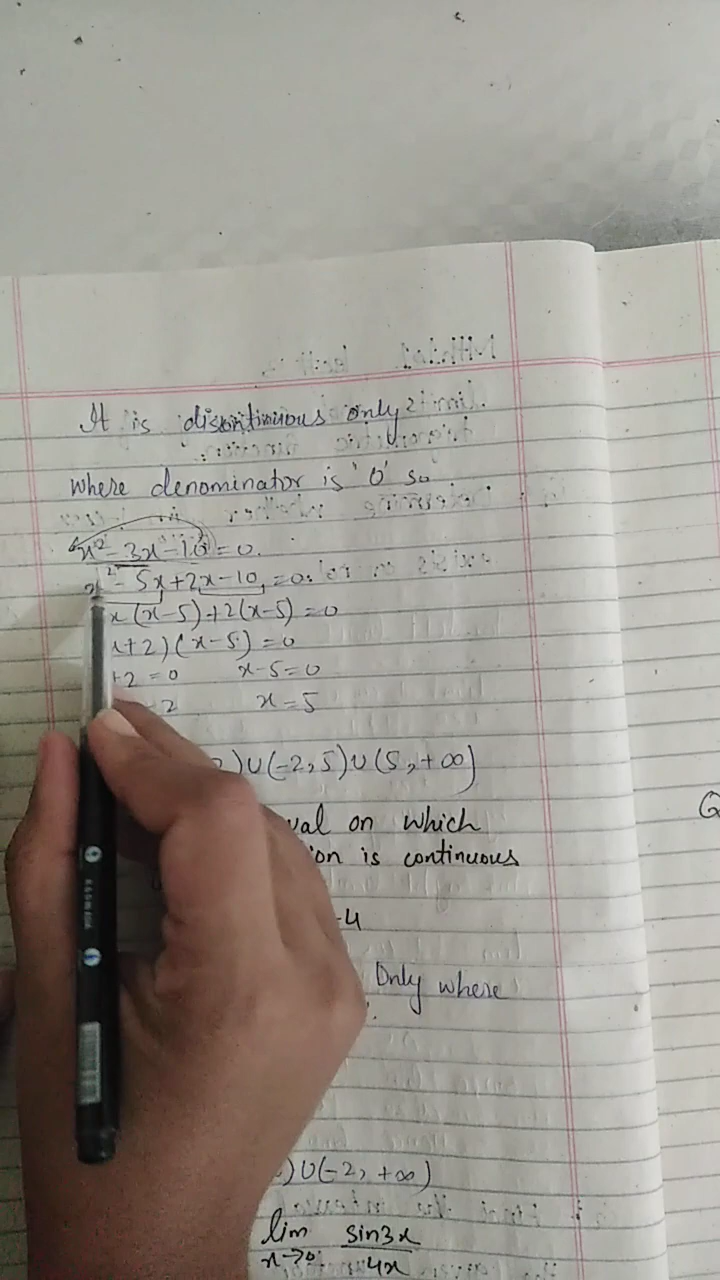 It is discontinuous only
where denominator is '0' so
x² - 3x - 10 = 0.
x² - 5x + 2x - 10 = 0.
x(x-5) + 2(x-5) = 0
x+2)(x-5) = 0
+2 = 0 x-5=0
2 x=5
)U(-2,5)U(5,+∞)
val on which
ion is continuous
-4
Only where
)U(-2,+∞)
lim sin3x
x→0 4x